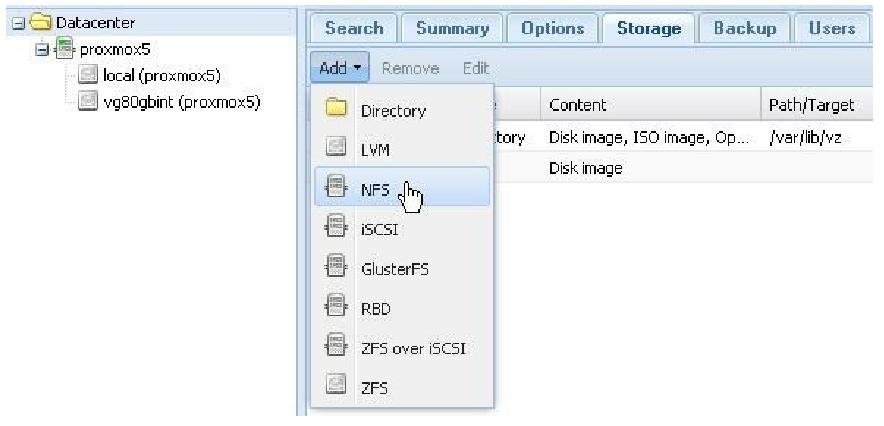 Datacenter
proxmox5
local (proxmox5)
vg80gbint (proxmox5)
Search Summary Options Storage Backup Users
Add Remove Edit
Content Path/Target
tory Disk image, ISO image, Op... /var/lib/vz
Disk image
Directory
LVM
NFS
iSCSI
GlusterFS
RBD
ZFS over iSCSI
ZFS